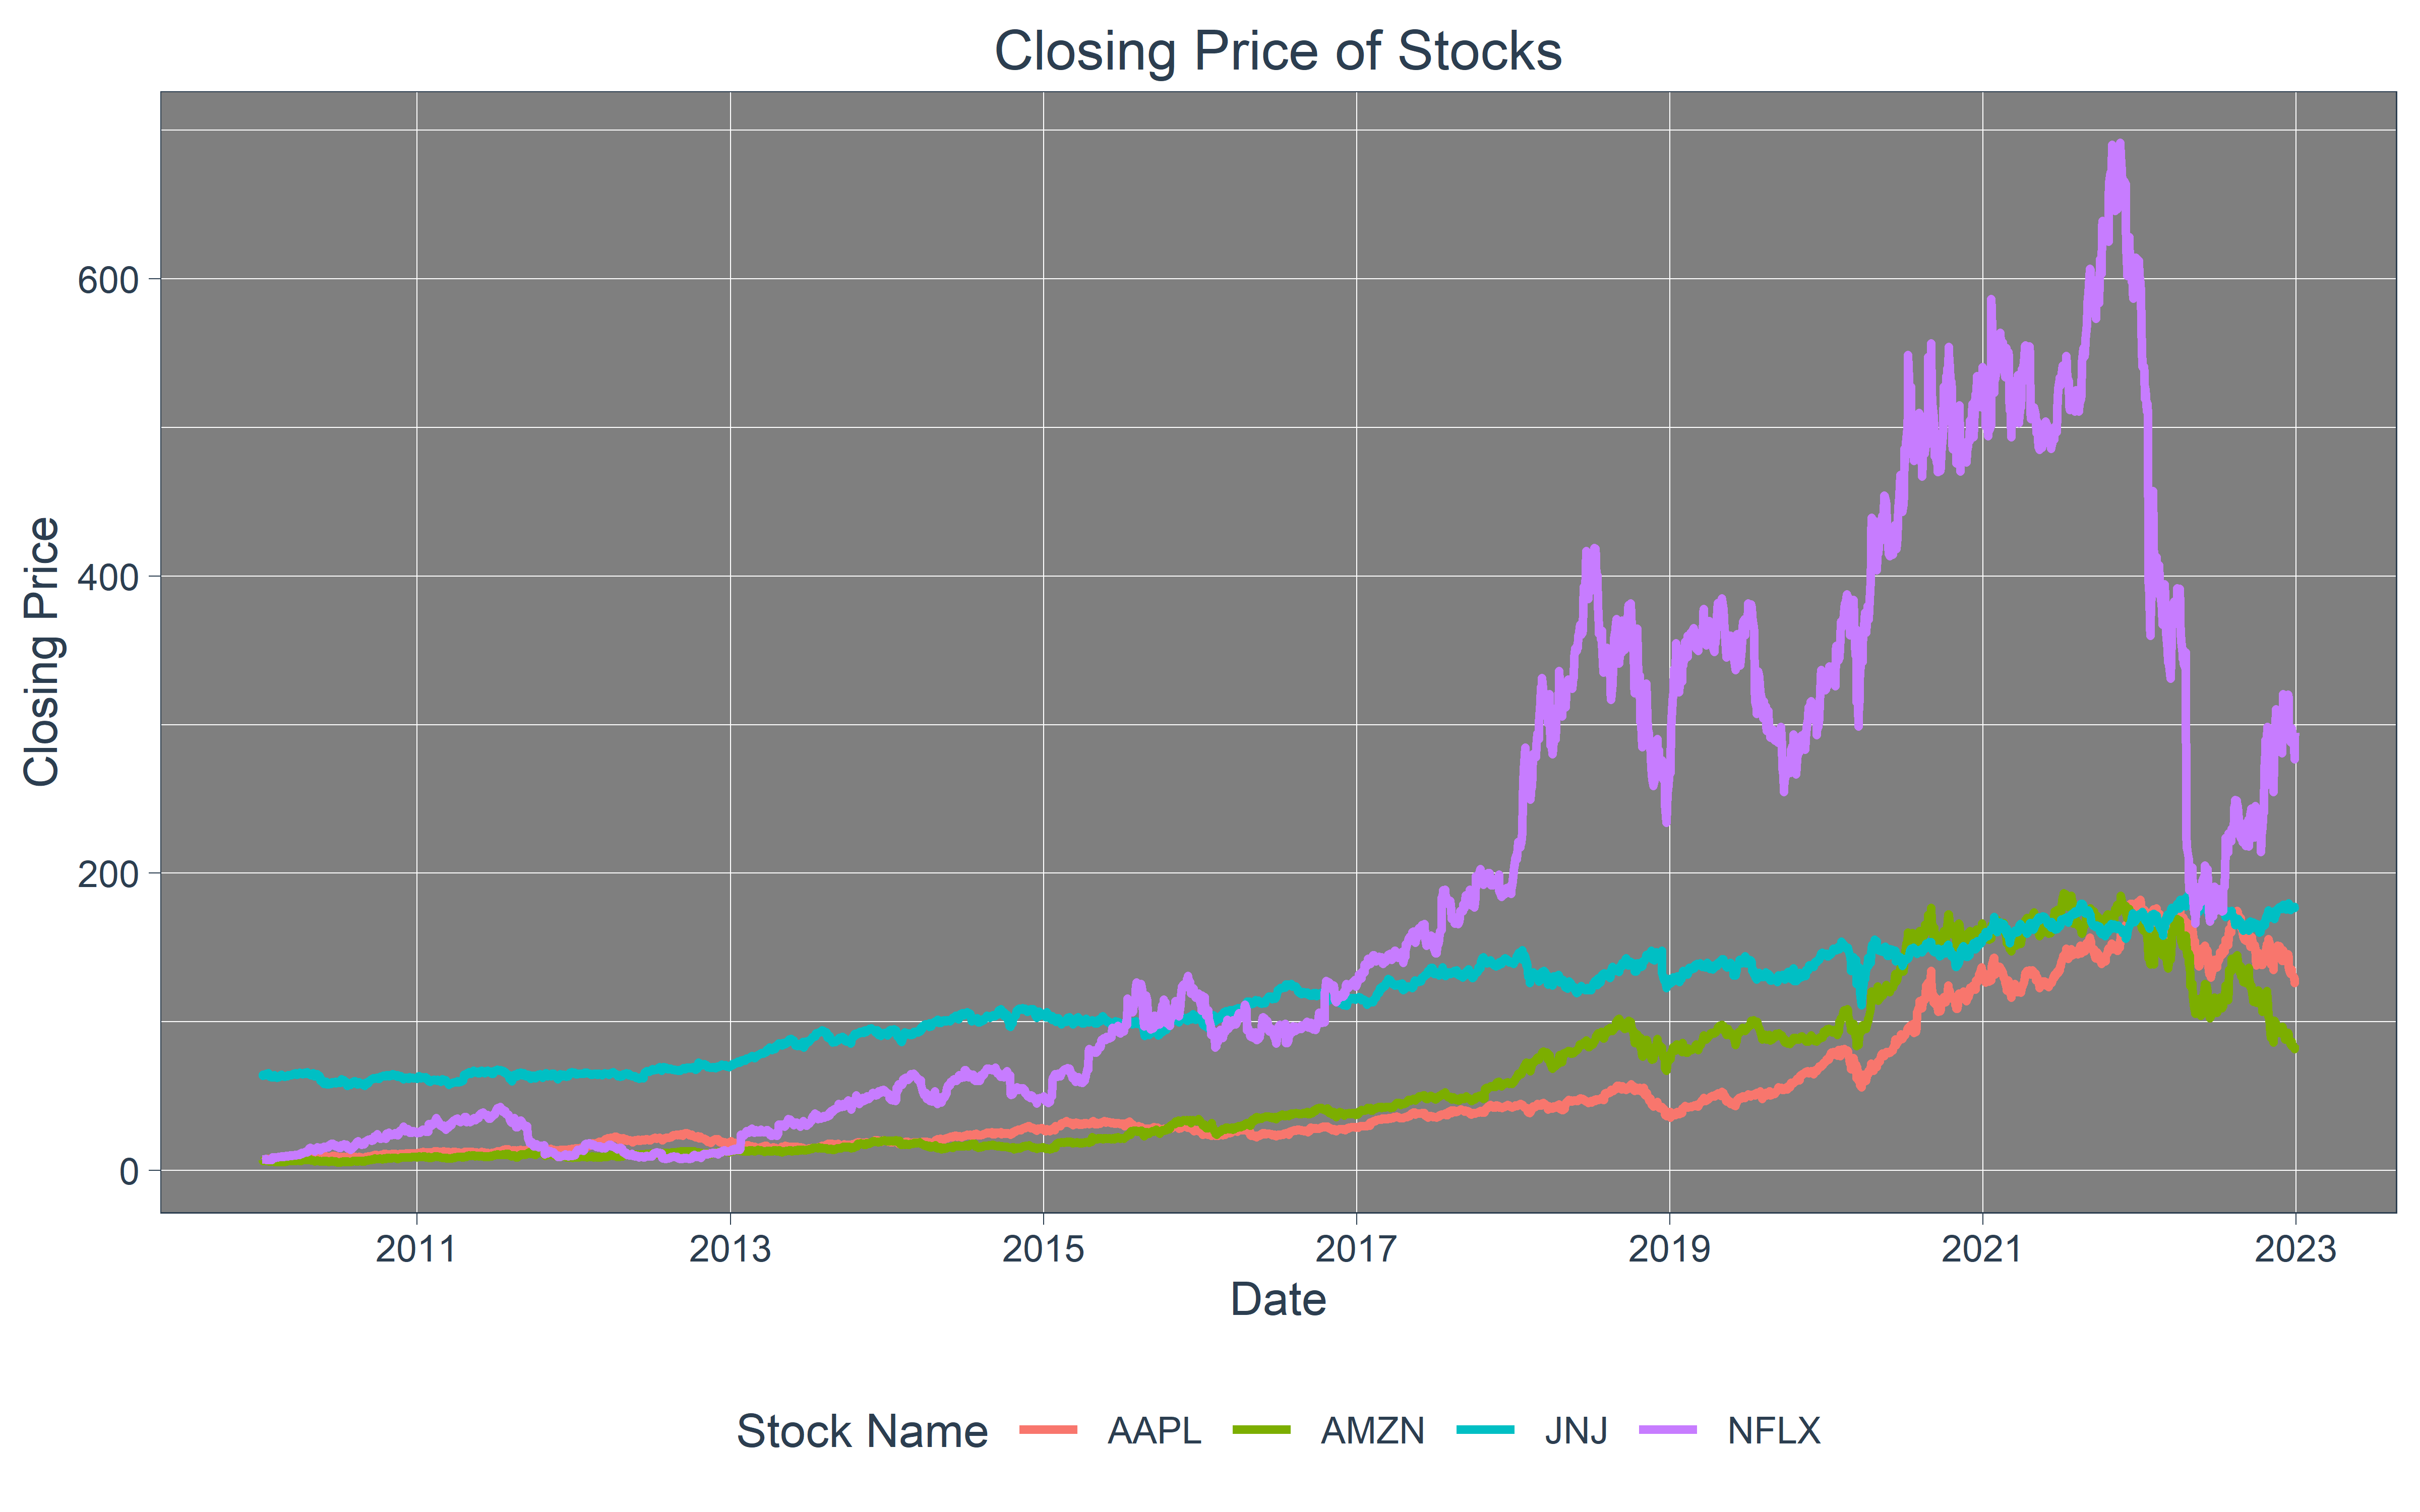 Closing Price of Stocks
Closing Price
600
400
200
0
2011 2013 2015 2017 2019 2021 2023
Date
Stock Name AAPL AMZN JNJ NFLX